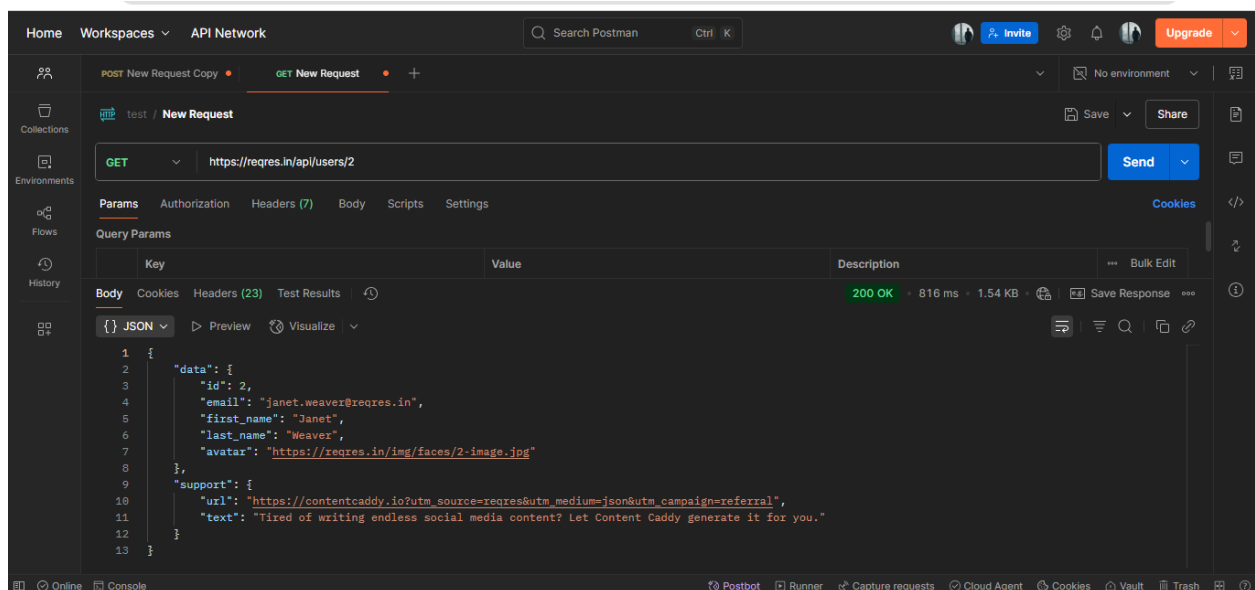 Home Workspaces API Network Search Postman Ctrl K Invite Upgrade
POST New Request Copy GET New Request No environment
HTTP test / New Request Save Share
Collections
GET https://reqres.in/api/users/2 Send
Environments
Params Authorization Headers (7) Body Scripts Settings Cookies
Flows
Query Params
Key Value Description Bulk Edit
History
Body Cookies Headers (23) Test Results 200 OK 816 ms 1.54 KB e.g. Save Response
{} JSON Preview Visualize
1 {
2 "data": {
3 "id": 2,
4 "email": "janet.weaver@reqres.in",
5 "first_name": "Janet",
6 "last_name": "Weaver",
7 "avatar": "https://reqres.in/img/faces/2-image.jpg"
8 },
9 "support": {
10 "url": "https://contentcaddy.io?utm_source=reqres&utm_medium=json&utm_campaign=referral",
11 "text": "Tired of writing endless social media content? Let Content Caddy generate it for you."
12 }
13 }
Online Console Postbot Runner Capture requests Cloud Agent Cookies Vault Trash